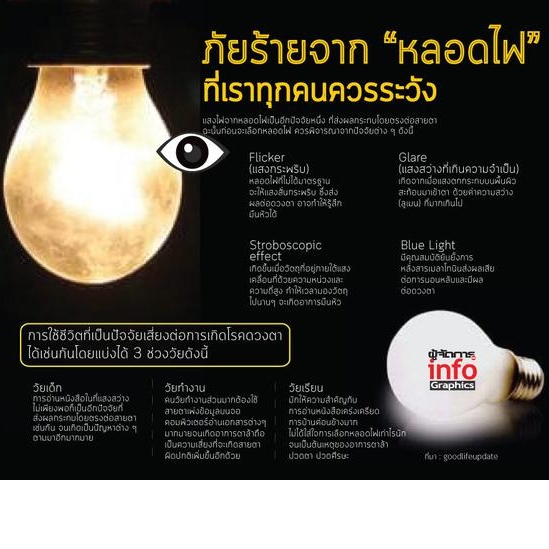 ภัยร้ายจาก “หลอดไฟ”
ที่เราทุกคนควรระวัง
แสงไฟจากหลอดไฟเป็นอีกปัจจัยหนึ่ง ที่ส่งผลกระทบโดยตรงต่อสายตา
ฉะนั้นก่อนจะเลือกหลอดไฟ ควรพิจารณาจากปัจจัยต่าง ๆ ดังนี้
Flicker
(แสงกระพริบ)
หลอดไฟที่ไม่ได้มาตรฐาน
จะให้แสงสั่นกระพริบ ซึ่งส่ง
ผลต่อดวงตา อาจทำให้รู้สึก
มึนหัวได้
Glare
(แสงสว่างที่เกินความจำเป็น)
เกิดจากเมื่อแสงตกกระทบบนพื้นผิว
สะท้อนมาเข้าตา ด้วยค่าความสว่าง
(ลูเมน) ที่มากเกินไป
Stroboscopic
effect
เกิดขึ้นเมื่อวัตถุที่อยู่ภายใต้แสง
เคลื่อนที่ด้วยความหน่วงและ
ความถี่สูง ทำให้เวลามองวัตถุ
ไปนานๆ จะเกิดอาการมึนหัว
Blue Light
มีคุณสมบัติยับยั้งการ
หลั่งสารเมลาโทนินส่งผลเสีย
ต่อการนอนหลับและมีผล
ต่อดวงตา
การใช้ชีวิตที่เป็นปัจจัยเสี่ยงต่อการเกิดโรคดวงตา
ได้เช่นกันโดยแบ่งได้ 3 ช่วงวัยดังนี้
วัยเด็ก
การอ่านหนังสือในที่แสงสว่าง
ไม่เพียงพอก็เป็นอีกปัจจัยที่
ส่งผลกระทบโดยตรงต่อสายตา
เช่นกัน จนเกิดเป็นปัญหาต่าง ๆ
ตามมาอีกมากมาย
วัยทำงาน
คนวัยทำงานส่วนมากต้องใช้
สายตาเพ่งข้อมูลบนจอ
คอมพิวเตอร์อ่านเอกสารต่างๆ
มากมายจนเกิดอาการตาล้าถือ
เป็นความเสี่ยงที่จะเกิดสายตา
ผิดปกติเพิ่มขึ้นอีกด้วย
วัยเรียน
มักให้ความสำคัญกับ
การอ่านหนังสือเคร่งเครียด
การบ้านค่อนข้างมาก
ไม่ได้ใส่ใจการเลือกหลอดไฟเท่าไรนัก
จนเป็นต้นเหตุของอาการตาล้า
ปวดตา ปวดศีรษะ
ผู้จัดการ
info
Graphics
ที่มา : goodlifeupdate